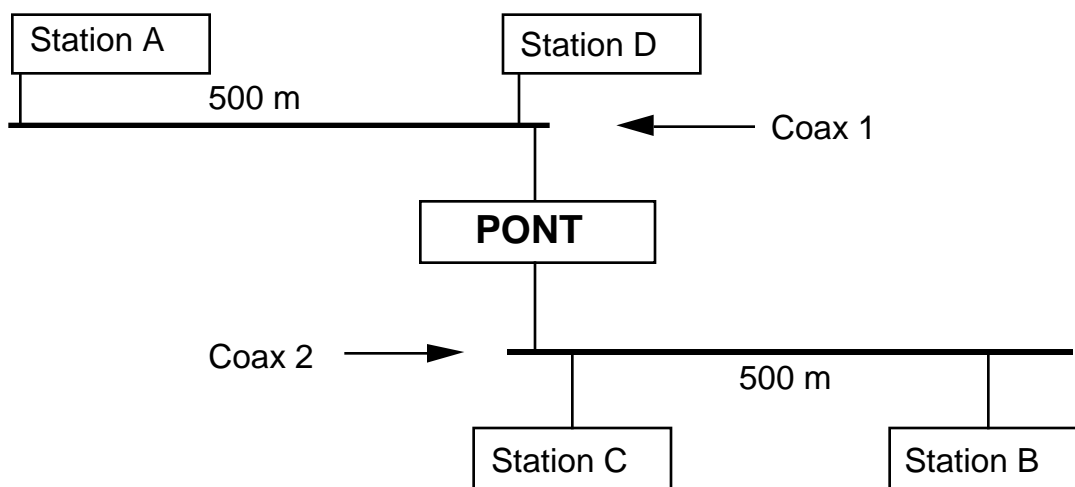 Station A
Station D
500 m
Coax 1
PONT
Coax 2
500 m
Station C
Station B